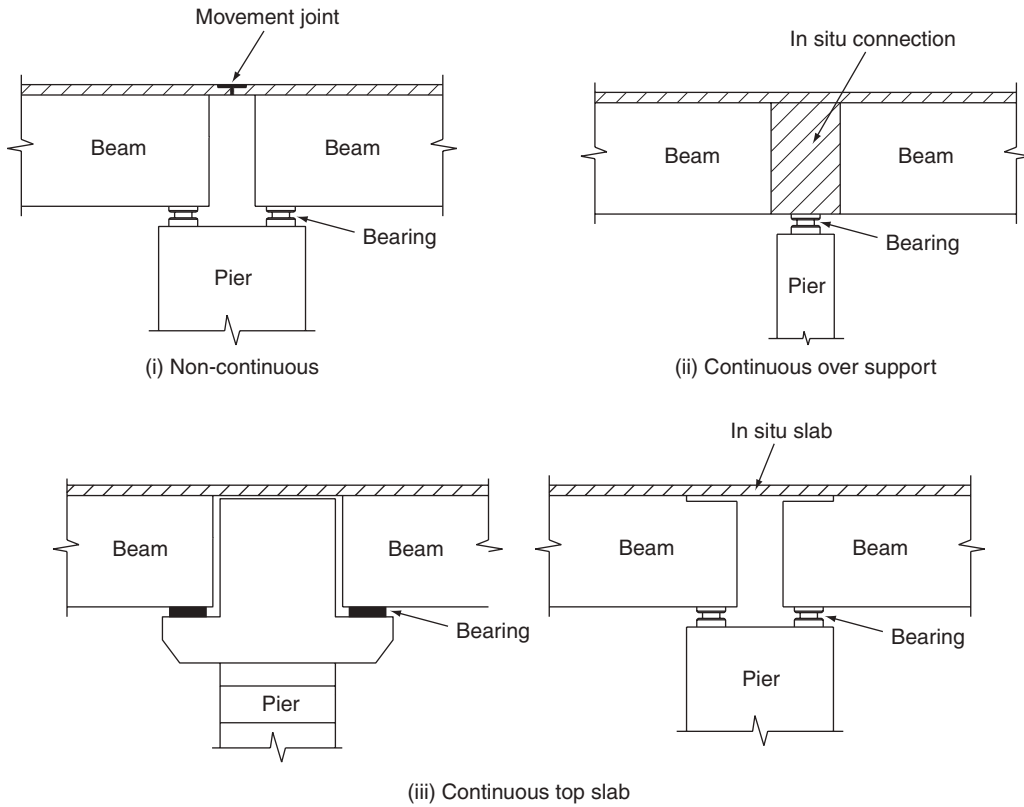 Movement joint
Beam
Beam
Bearing
Pier
(i) Non-continuous
In situ connection
Beam
Beam
Bearing
Pier
(ii) Continuous over support
Beam
Beam
Bearing
Pier
In situ slab
Beam
Beam
Bearing
Pier
(iii) Continuous top slab